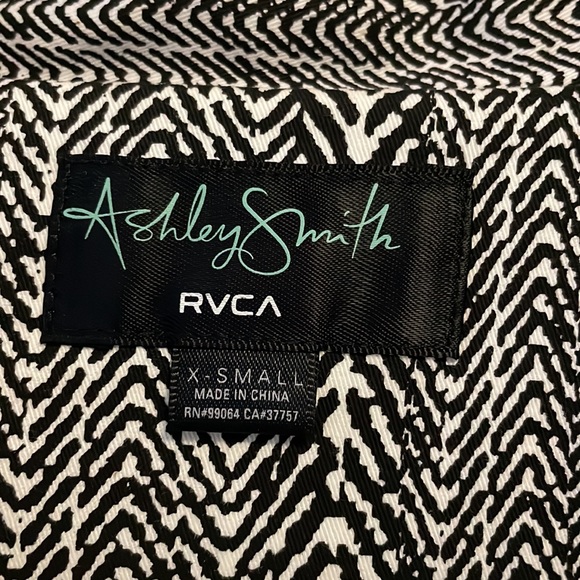 Ashley Smith
RVCA
X-SMALL
MADE IN CHINA
RN#99064 CA#37757